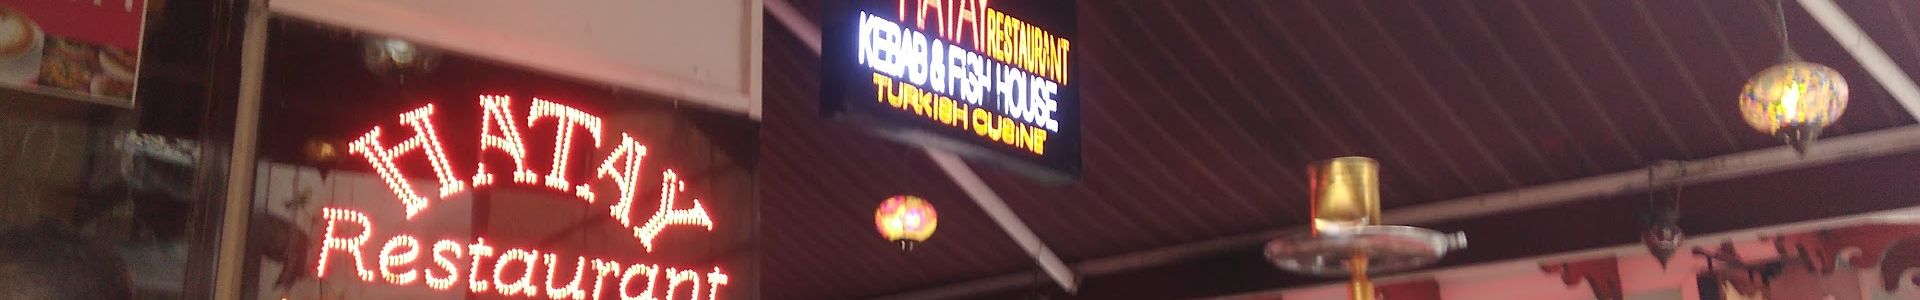 HATAY
Restaurant
HATAY RESTAURANT
KEBAB & FISH HOUSE
TURKISH CUSINE